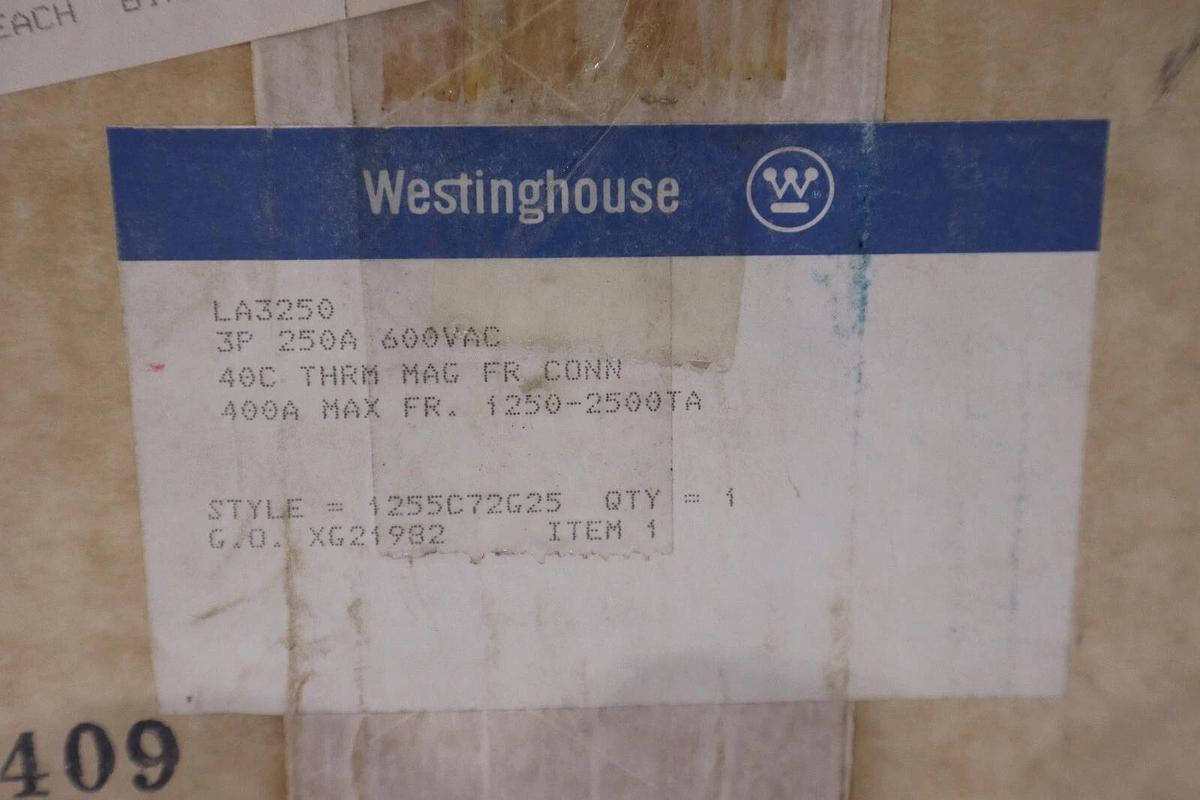 EACH
Westinghouse
LA3250
3P 250A 600VAC
40C THRM MAG FR CONN
400A MAX FR. 1250-2500TA
STYLE = 1255C72G25 QTY = 1
G.O. XG21982 ITEM 1
409